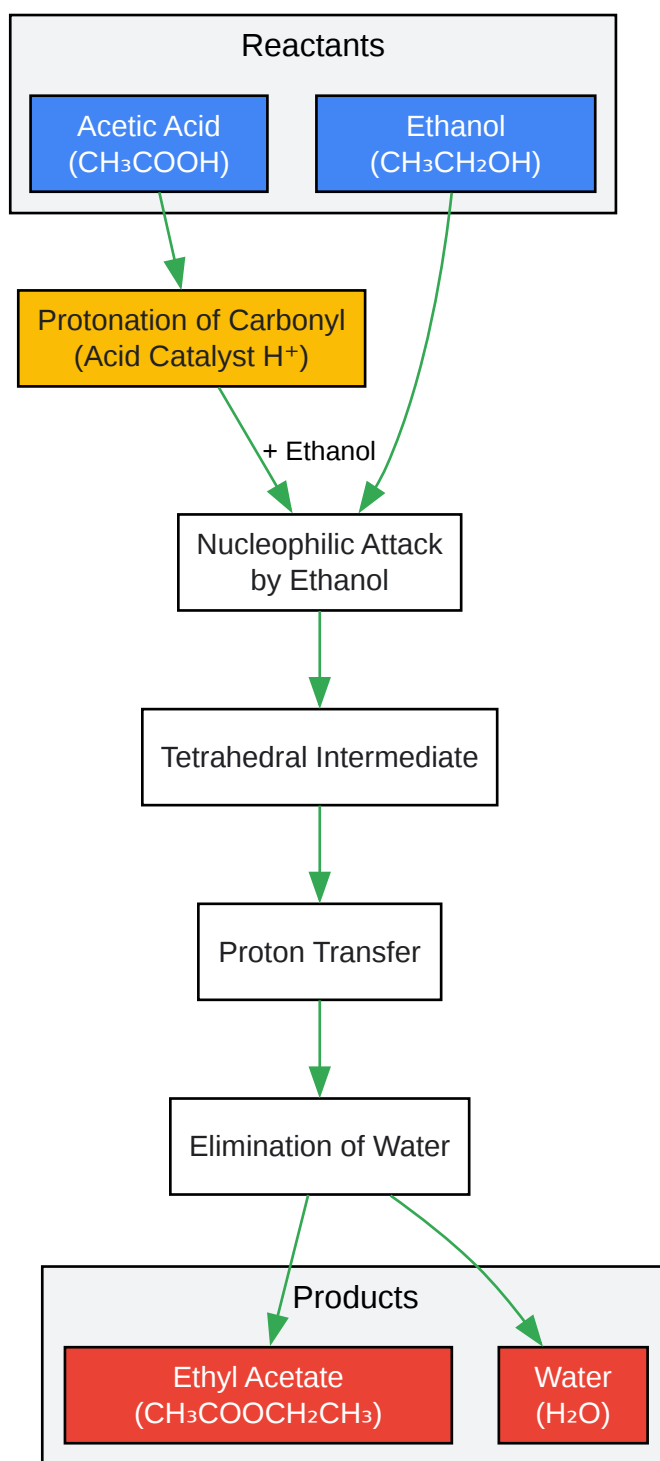 Reactants
Acetic Acid
(CH₃COOH)
Ethanol
(CH₃CH₂OH)
Protonation of Carbonyl
(Acid Catalyst H⁺)
+ Ethanol
Nucleophilic Attack
by Ethanol
Tetrahedral Intermediate
Proton Transfer
Elimination of Water
Products
Ethyl Acetate
(CH₃COOCH₂CH₃)
Water
(H₂O)